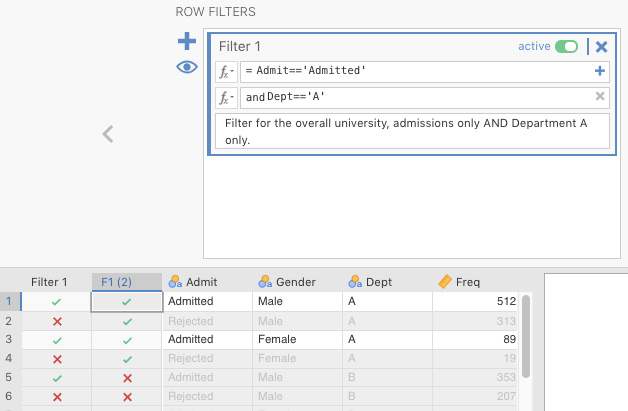 ROW FILTERS
Filter 1 active
fx = Admit=='Admitted'
fx and Dept=='A'
Filter for the overall university, admissions only AND Department A
only.
Filter 1 F1 (2) Admit Gender Dept Freq
1 Admitted Male A 512
2 Rejected Male A 313
3 Admitted Female A 89
4 Rejected Female A 19
5 Admitted Male B 353
6 Rejected Male B 207